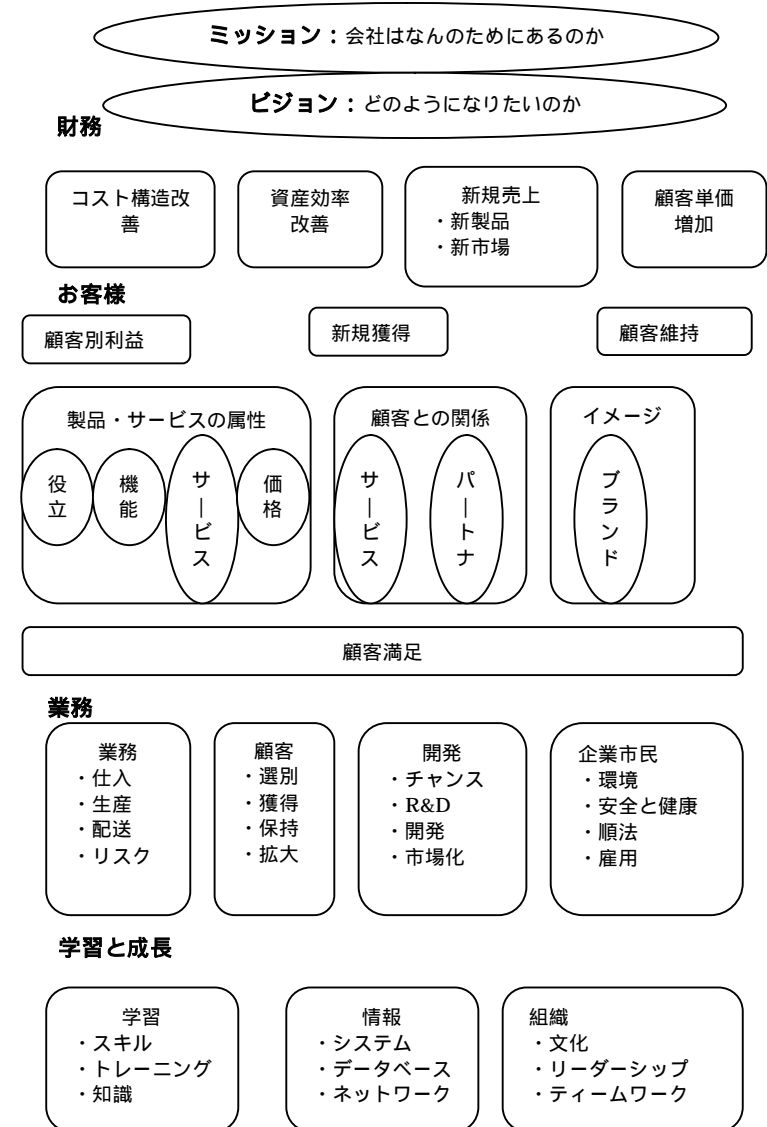 ミッション：会社はなんのためにあるのか
ビジョン：どのようになりたいのか
財務
コスト構造改
善
資産効率
改善
新規売上
・新製品
・新市場
顧客単価
増加
お客様
顧客別利益
新規獲得
顧客維持
製品・サービスの属性
役立
機能
サービス
価格
顧客との関係
サービス
パートナ
イメージ
ブランド
顧客満足
業務
業務
・仕入
・生産
・配送
・リスク
顧客
・選別
・獲得
・保持
・拡大
開発
・チャンス
・R&D
・開発
・市場化
企業市民
・環境
・安全と健康
・順法
・雇用
学習と成長
学習
・スキル
・トレーニング
・知識
情報
・システム
・データベース
・ネットワーク
組織
・文化
・リーダーシップ
・ティームワーク